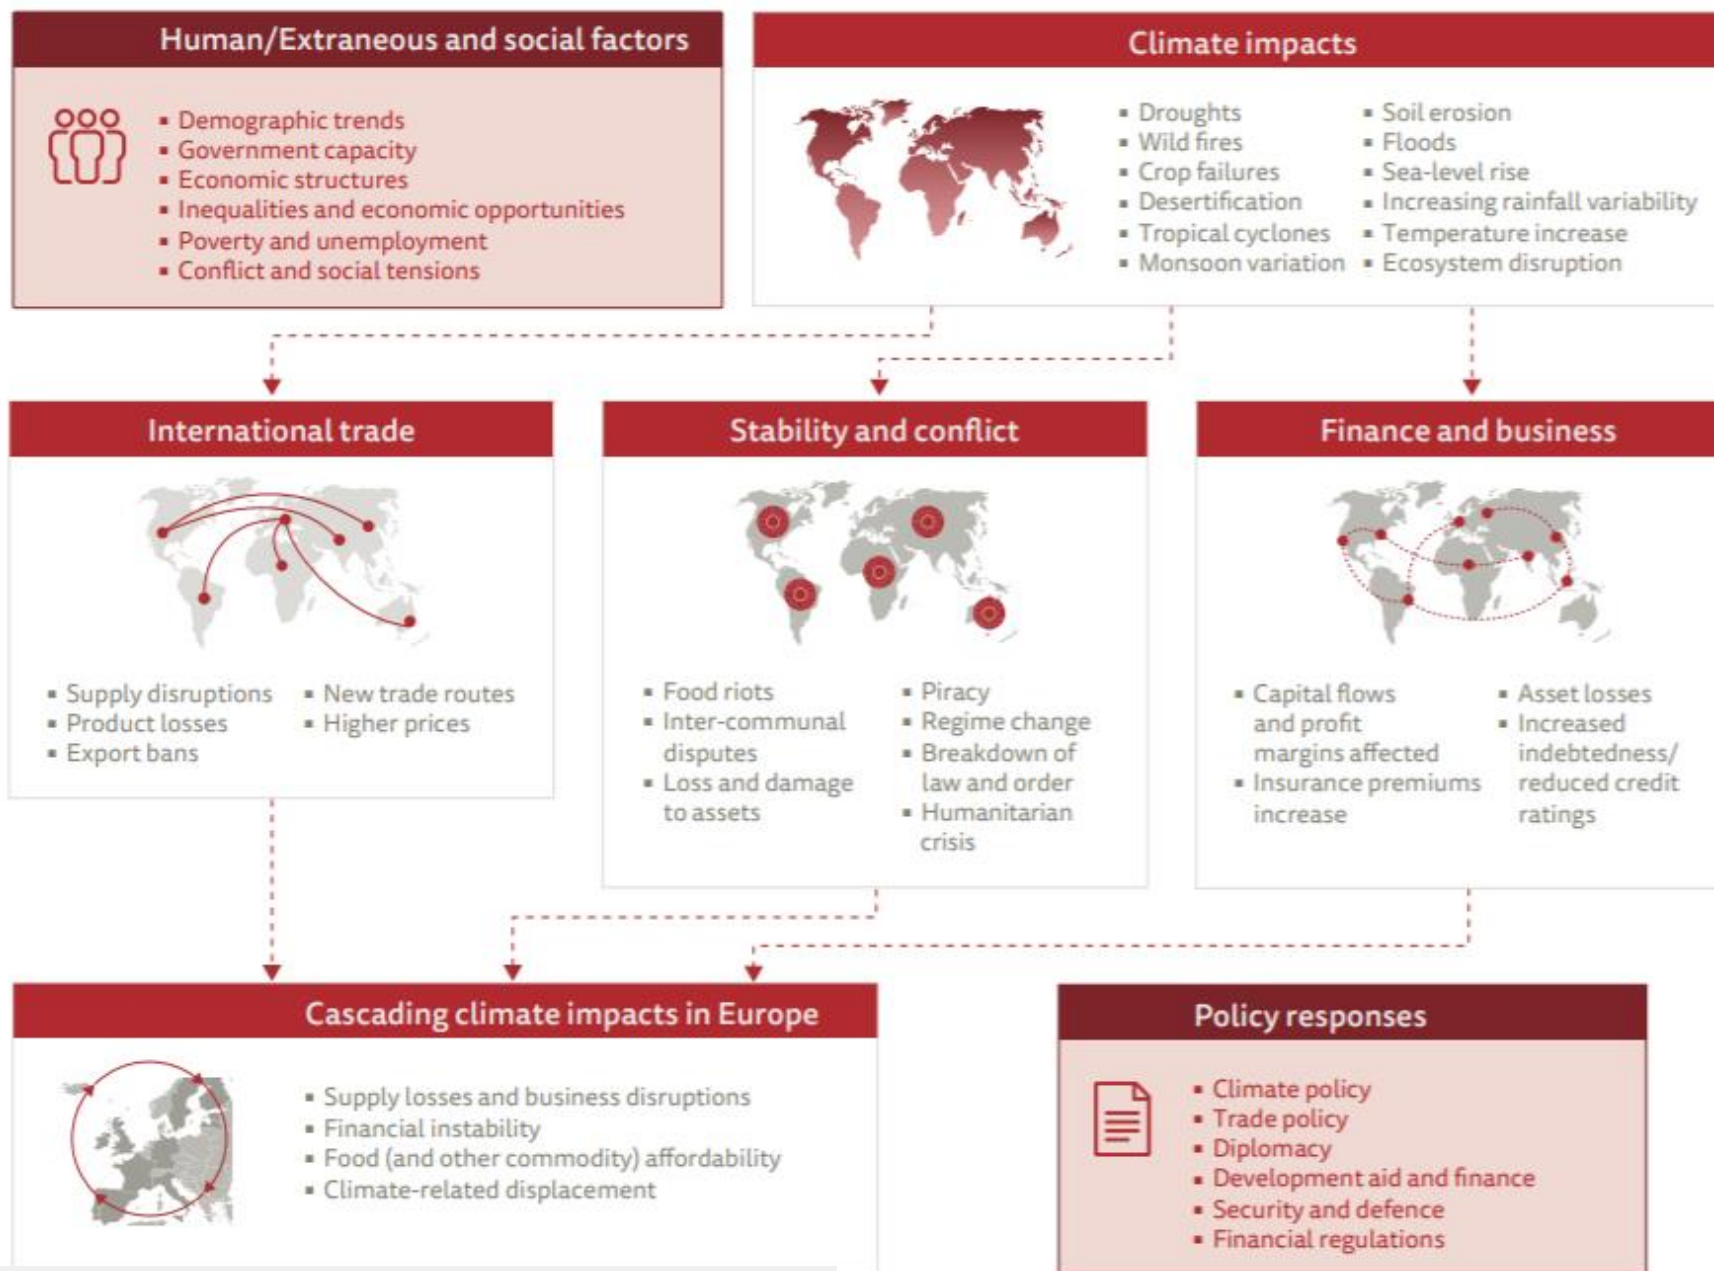 Human/Extraneous and social factors
▪ Demographic trends
▪ Government capacity
▪ Economic structures
▪ Inequalities and economic opportunities
▪ Poverty and unemployment
▪ Conflict and social tensions
Climate impacts
▪ Droughts
▪ Wild fires
▪ Crop failures
▪ Desertification
▪ Tropical cyclones
▪ Monsoon variation
▪ Soil erosion
▪ Floods
▪ Sea-level rise
▪ Increasing rainfall variability
▪ Temperature increase
▪ Ecosystem disruption
International trade
▪ Supply disruptions
▪ Product losses
▪ Export bans
▪ New trade routes
▪ Higher prices
Stability and conflict
▪ Food riots
▪ Inter-communal
disputes
▪ Loss and damage
to assets
▪ Piracy
▪ Regime change
▪ Breakdown of
law and order
▪ Humanitarian
crisis
Finance and business
▪ Capital flows
and profit
margins affected
▪ Insurance premiums
increase
▪ Asset losses
▪ Increased
indebtedness/
reduced credit
ratings
Cascading climate impacts in Europe
▪ Supply losses and business disruptions
▪ Financial instability
▪ Food (and other commodity) affordability
▪ Climate-related displacement
Policy responses
▪ Climate policy
▪ Trade policy
▪ Diplomacy
▪ Development aid and finance
▪ Security and defence
▪ Financial regulations